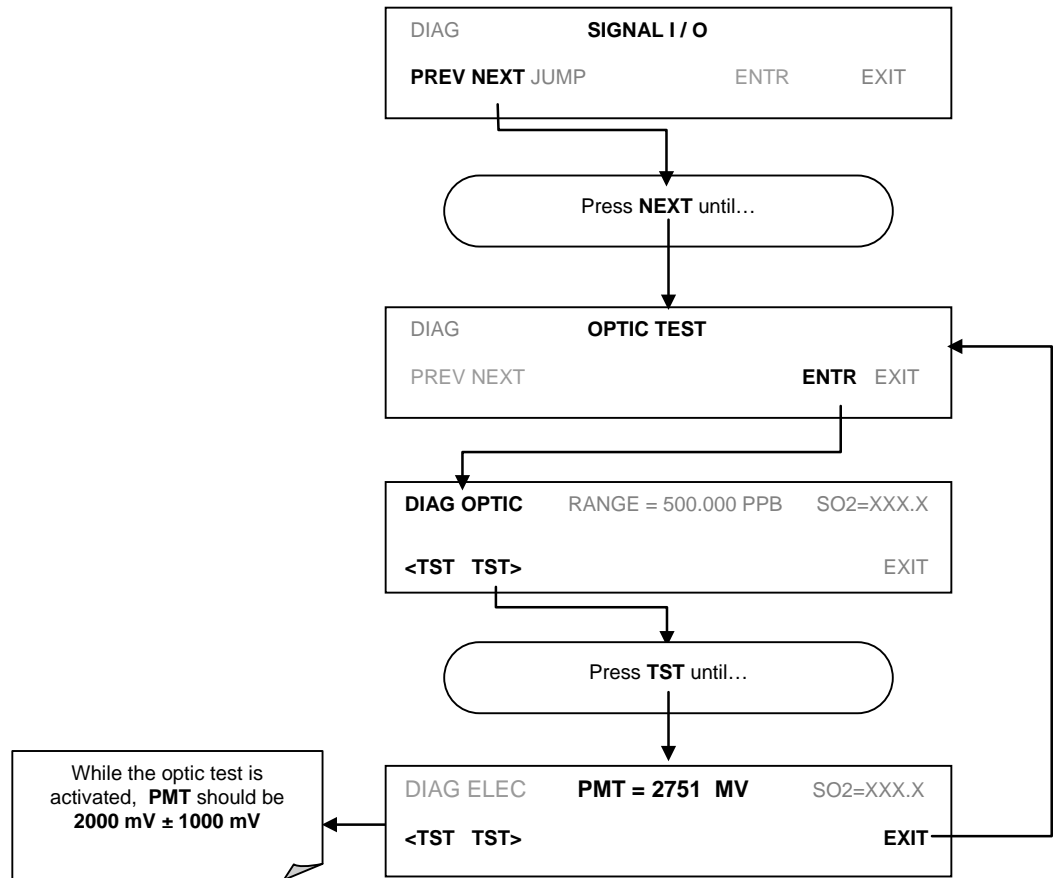 DIAG SIGNAL I / O
PREV NEXT JUMP ENTR EXIT
Press NEXT until…
DIAG OPTIC TEST
PREV NEXT ENTR EXIT
DIAG OPTIC RANGE = 500.000 PPB SO2=XXX.X
<TST TST> EXIT
Press TST until…
While the optic test is
activated, PMT should be
2000 mV ± 1000 mV
DIAG ELEC PMT = 2751 MV SO2=XXX.X
<TST TST> EXIT